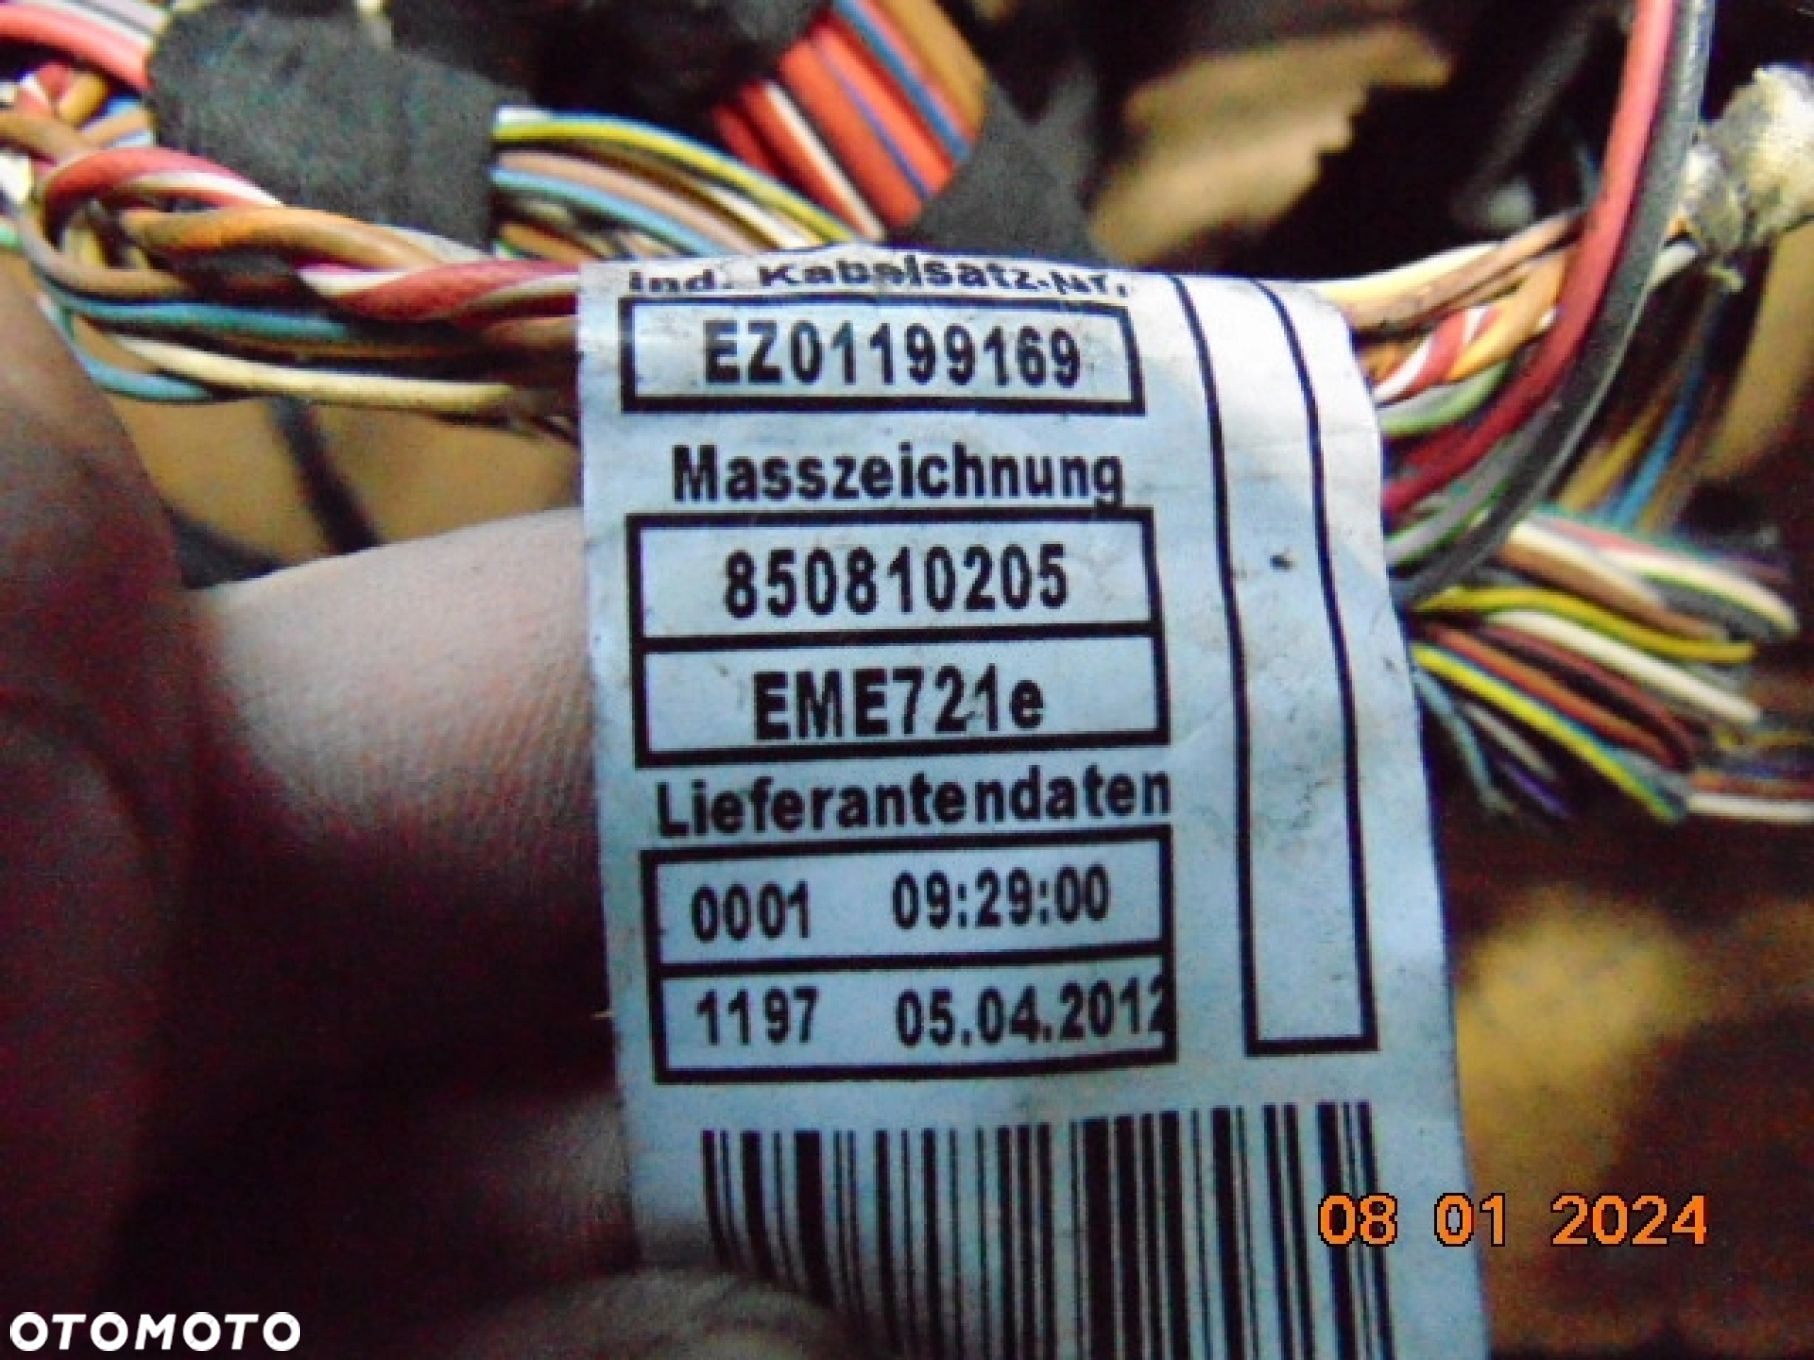 ind. Kabelsatz-Nr.
EZ01199169
Masszeichnung
850810205
EME721e
Lieferantendaten
0001 09:29:00
1197 05.04.2012
08 01 2024
OTOMOTO